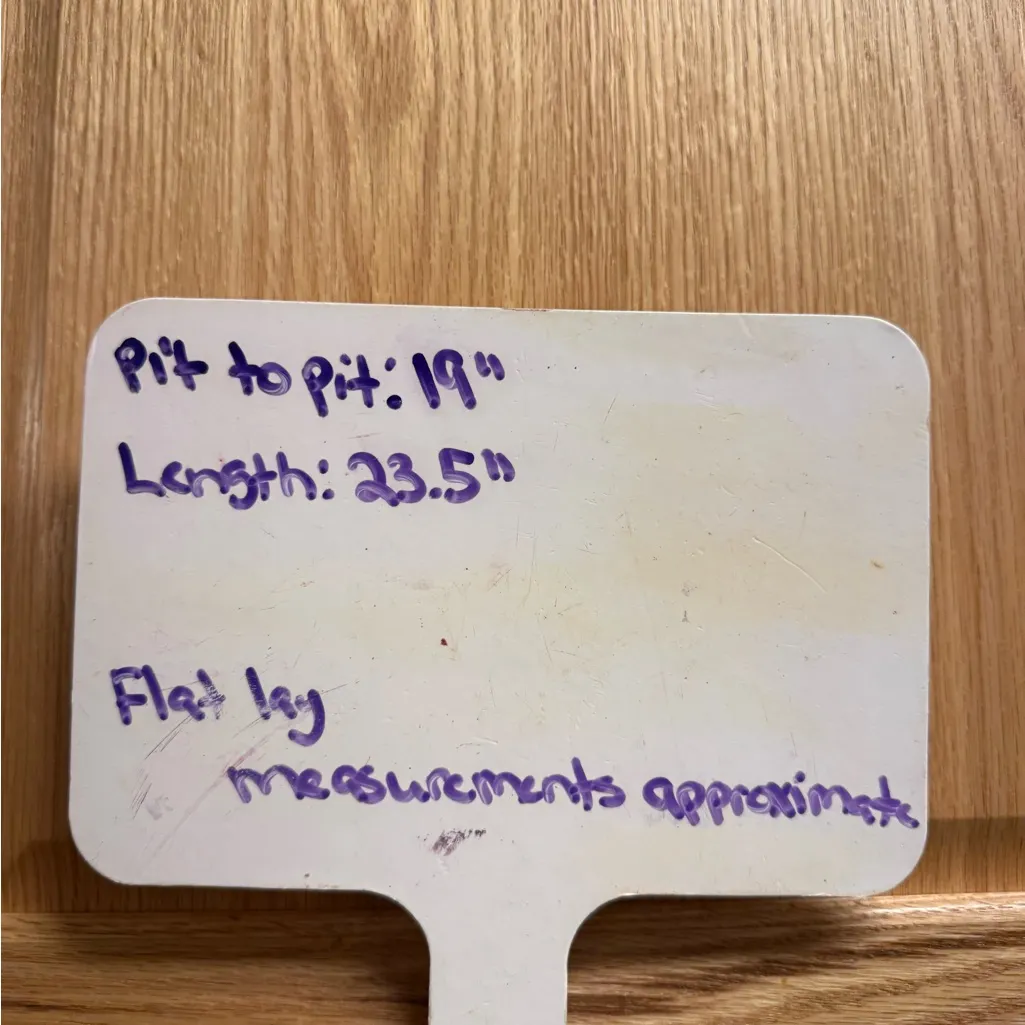 Pit to pit: 19"
Length: 23.5"
Flat lay
measurements approximate